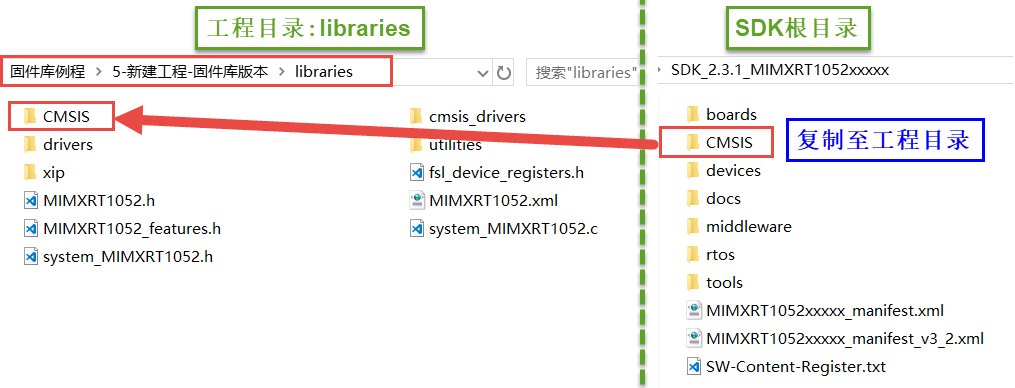 工程目录:libraries
固件库例程 > 5-新建工程-固件库版本 > libraries
搜索"libraries"
CMSIS
drivers
xip
MIMXRT1052.h
MIMXRT1052_features.h
system_MIMXRT1052.h
cmsis_drivers
utilities
fsl_device_registers.h
MIMXRT1052.xml
system_MIMXRT1052.c
SDK根目录
SDK_2.3.1_MIMXRT1052xxxxx
boards
CMSIS
复制至工程目录
devices
docs
middleware
rtos
tools
MIMXRT1052xxxxx_manifest.xml
MIMXRT1052xxxxx_manifest_v3_2.xml
SW-Content-Register.txt